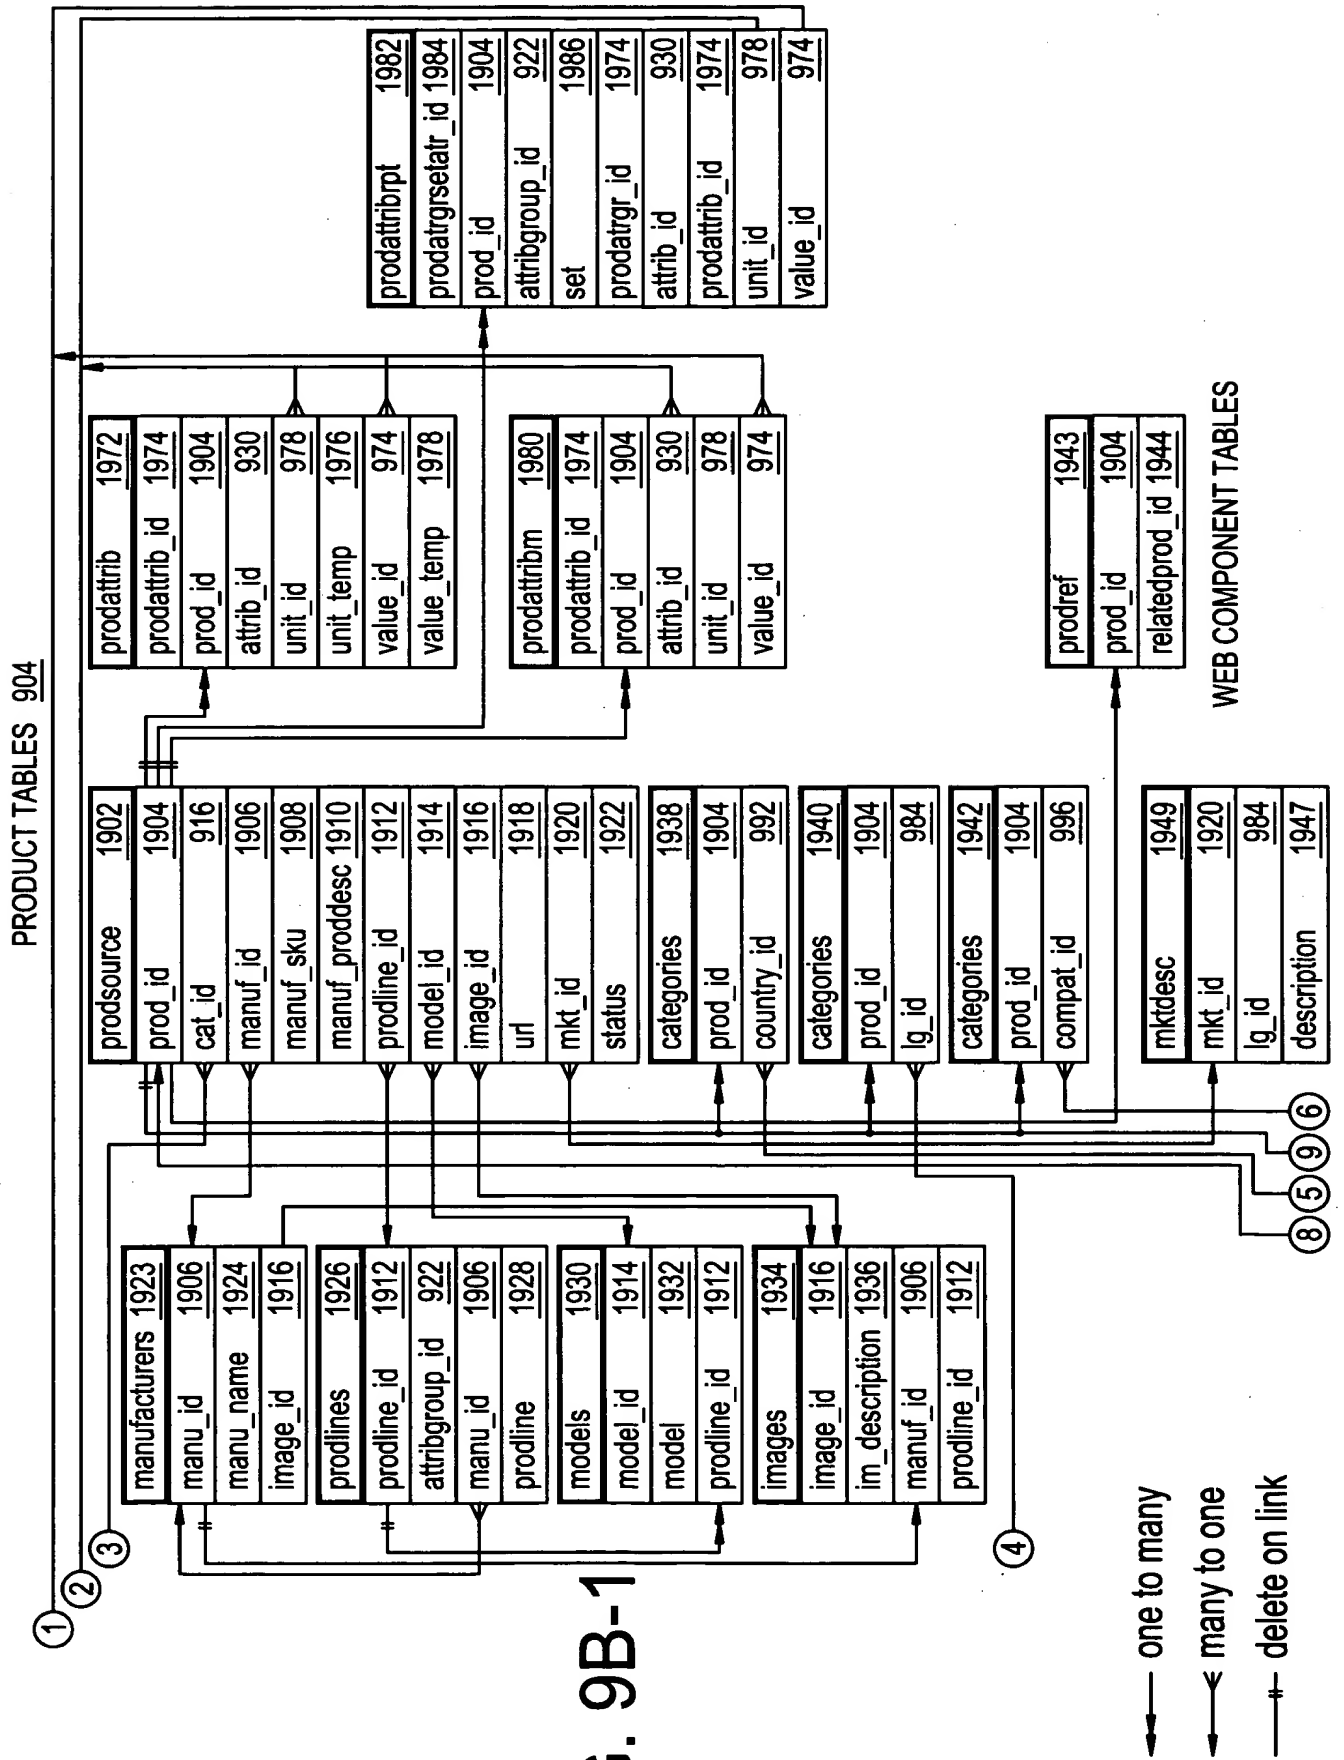 PRODUCT TABLES 904
prodsource 1902
prod_id 1904
cat_id 916
manuf_id 1906
manuf_sku 1908
manuf_proddesc 1910
prodline_id 1912
model_id 1914
image_id 1916
url 1918
mkt_id 1920
status 1922
categories 1938
prod_id 1904
country_id 992
categories 1940
prod_id 1904
lg_id 984
categories 1942
prod_id 1904
compat_id 996
mktdesc 1949
mkt_id 1920
lg_id 984
description 1947
prodattrib 1972
prodattrib_id 1974
prod_id 1904
attrib_id 930
unit_id 978
unit_temp 1976
value_id 974
value_temp 1978
prodattribm 1980
prodattrib_id 1974
prod_id 1904
attrib_id 930
unit_id 978
value_id 974
prodattribrpt 1982
prodatrgrsetatr_id 1984
prod_id 1904
attribgroup_id 922
set 1986
prodatrgr_id 1974
attrib_id 930
prodattrib_id 1974
unit_id 978
value_id 974
prodref 1943
prod_id 1904
relatedprod_id 1944
WEB COMPONENT TABLES
manufacturers 1923
manu_id 1906
manu_name 1924
image_id 1916
prodlines 1926
prodline_id 1912
attribgroup_id 922
manu_id 1906
prodline 1928
models 1930
model_id 1914
model 1932
prodline_id 1912
images 1934
image_id 1916
im_description 1936
manuf_id 1906
prodline_id 1912
1
2
3
4
8
5
9
6
G. 9B-1
one to many
many to one
delete on link